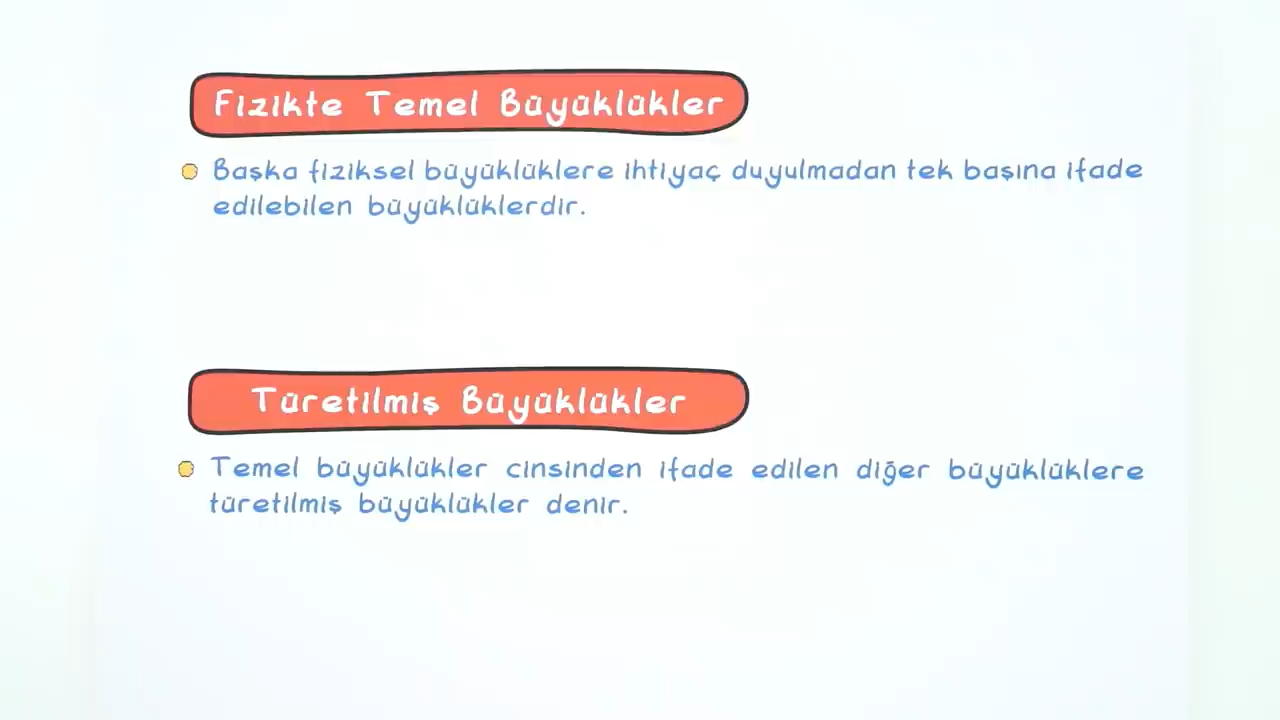 Fizikte Temel Büyüklükler
Başka fiziksel büyüklüklere ihtiyaç duyulmadan tek başına ifade
edilebilen büyüklüklerdir.
Türetilmiş Büyüklükler
Temel büyüklükler cinsinden ifade edilen diğer büyüklüklere
türetilmiş büyüklükler denir.